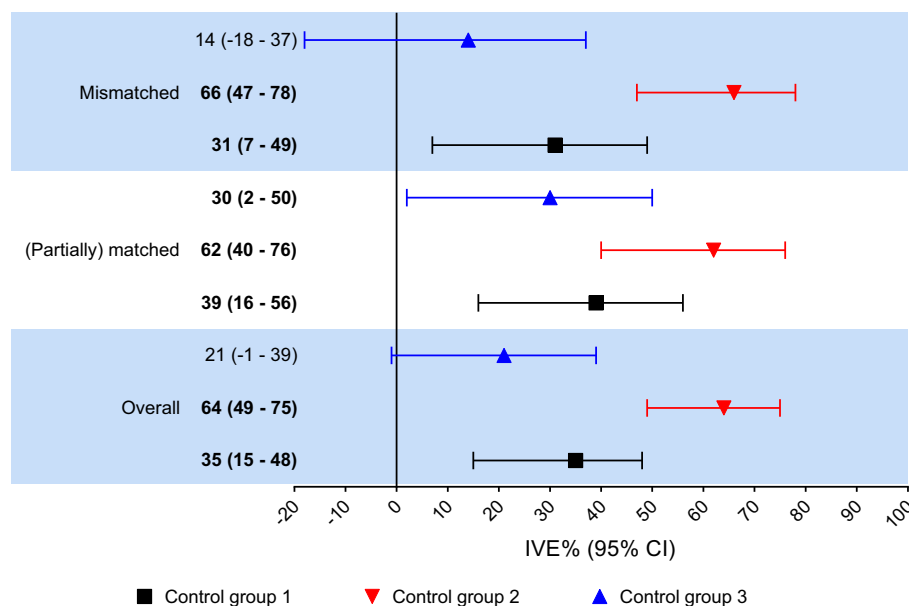 14 (-18 - 37)
Mismatched 66 (47 - 78)
31 (7 - 49)
30 (2 - 50)
(Partially) matched 62 (40 - 76)
39 (16 - 56)
21 (-1 - 39)
Overall 64 (49 - 75)
35 (15 - 48)
-20 -10 0 10 20 30 40 50 60 70 80 90 100
IVE% (95% CI)
Control group 1 Control group 2 Control group 3